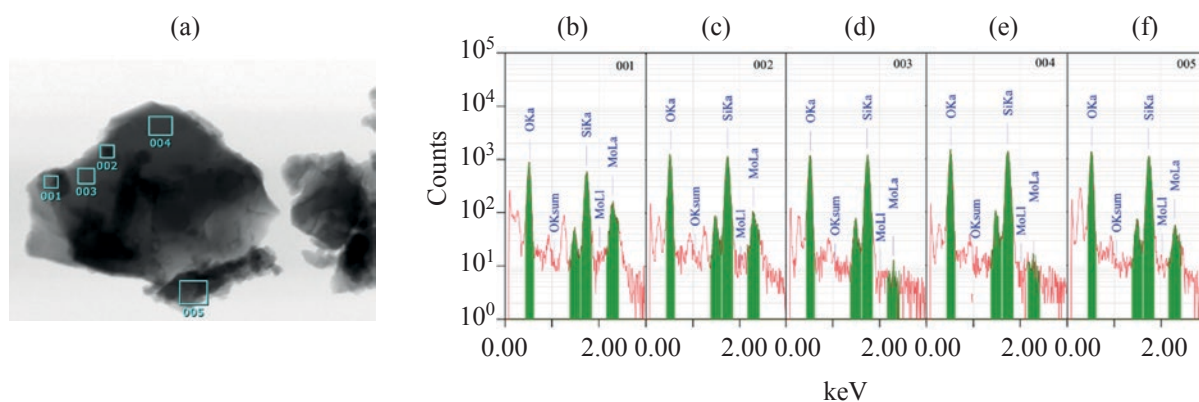 (a)
(b) (c) (d) (e) (f)
001
002
003
004
005
Counts
10⁵
10⁴
10³
10²
10¹
10⁰
001
OKa
OKsum
SiKa
MoLl
MoLa
002
OKa
OKsum
SiKa
MoLl
MoLa
003
OKa
OKsum
SiKa
MoLl
MoLa
004
OKa
OKsum
SiKa
MoLl
MoLa
005
OKa
OKsum
SiKa
MoLl
MoLa
0.00 2.00 0.00 2.00 0.00 2.00 0.00 2.00 0.00 2.00
keV